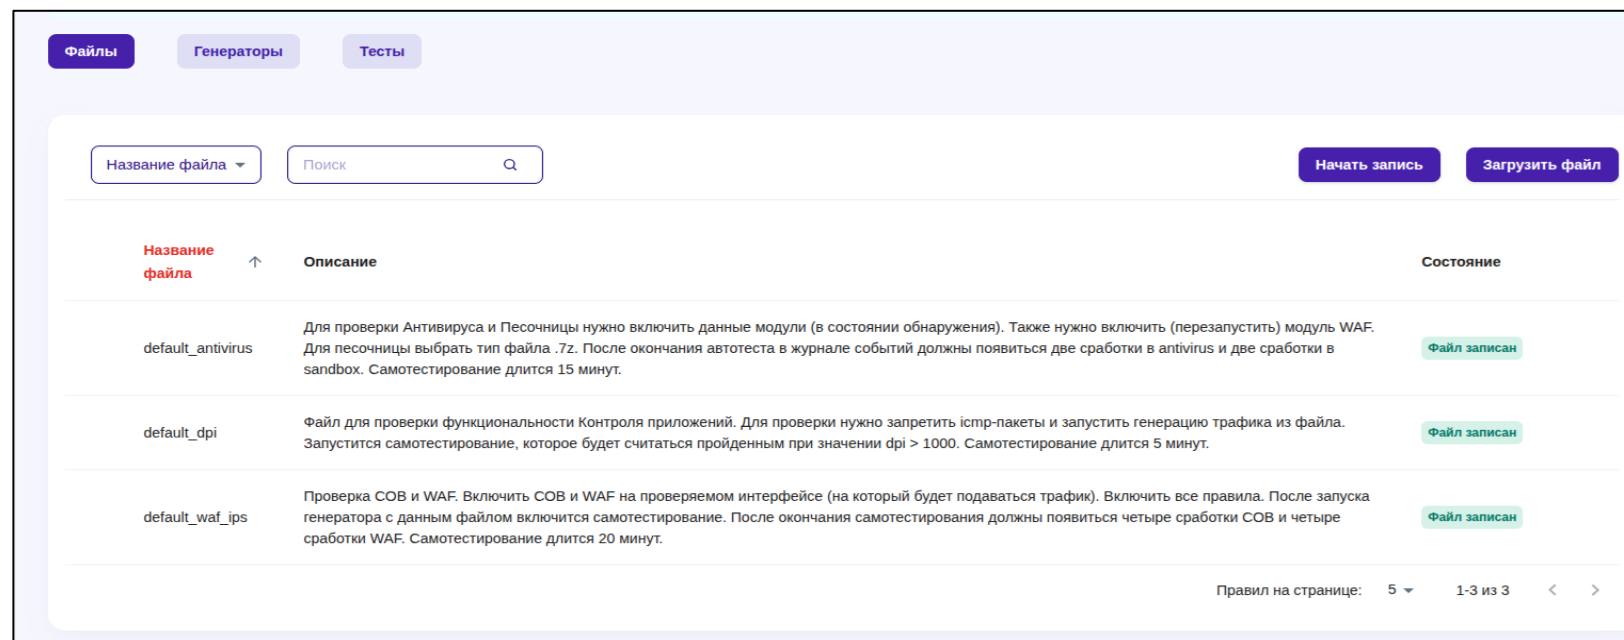 Файлы Генераторы Тесты
Название файла Поиск Начать запись Загрузить файл
Название
файла
Описание Состояние
default_antivirus
Для проверки Антивируса и Песочницы нужно включить данные модули (в состоянии обнаружения). Также нужно включить (перезапустить) модуль WAF.
Для песочницы выбрать тип файла .7z. После окончания автотеста в журнале событий должны появиться две сработки в antivirus и две сработки в
sandbox. Самотестирование длится 15 минут.
Файл записан
default_dpi
Файл для проверки функциональности Контроля приложений. Для проверки нужно запретить icmp-пакеты и запустить генерацию трафика из файла.
Запустится самотестирование, которое будет считаться пройденным при значении dpi > 1000. Самотестирование длится 5 минут.
Файл записан
default_waf_ips
Проверка СОВ и WAF. Включить СОВ и WAF на проверяемом интерфейсе (на который будет подаваться трафик). Включить все правила. После запуска
генератора с данным файлом включится самотестирование. После окончания самотестирования должны появиться четыре сработки СОВ и четыре
сработки WAF. Самотестирование длится 20 минут.
Файл записан
Правил на странице: 5 1-3 из 3